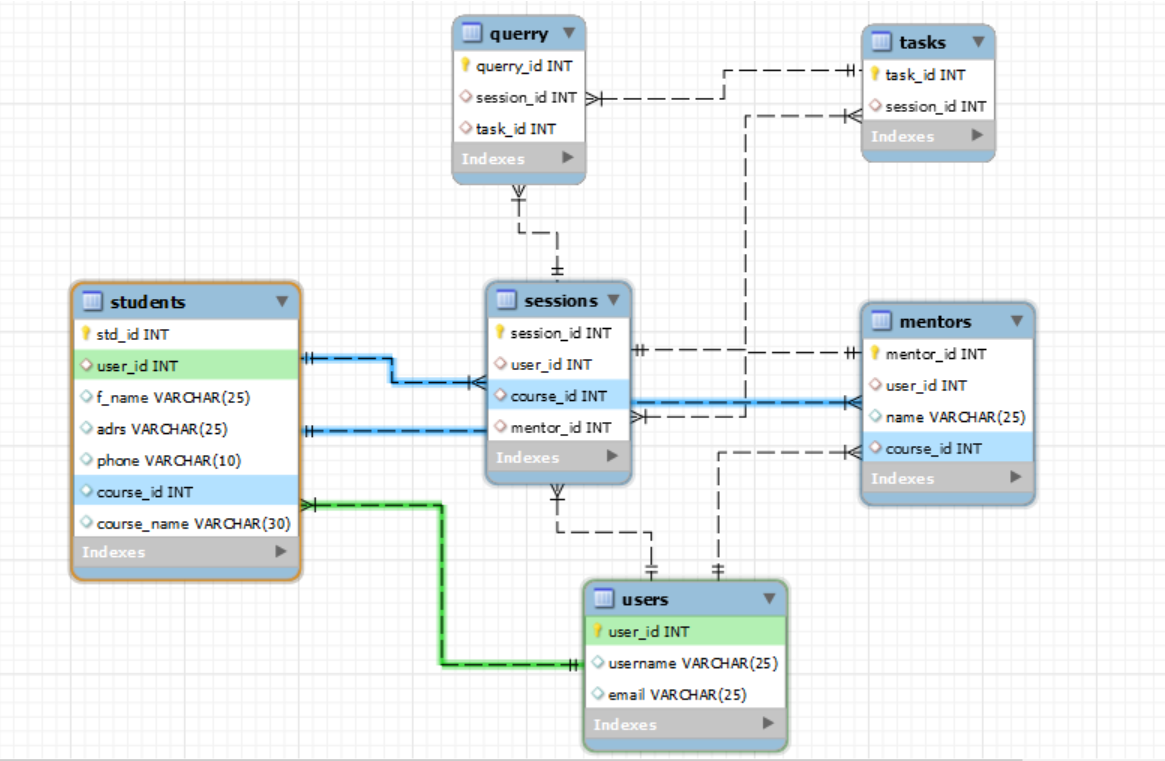 querry
querry_id INT
session_id INT
task_id INT
Indexes
tasks
task_id INT
session_id INT
Indexes
students
std_id INT
user_id INT
f_name VARCHAR(25)
adrs VARCHAR(25)
phone VARCHAR(10)
course_id INT
course_name VARCHAR(30)
Indexes
sessions
session_id INT
user_id INT
course_id INT
mentor_id INT
Indexes
mentors
mentor_id INT
user_id INT
name VARCHAR(25)
course_id INT
Indexes
users
user_id INT
username VARCHAR(25)
email VARCHAR(25)
Indexes